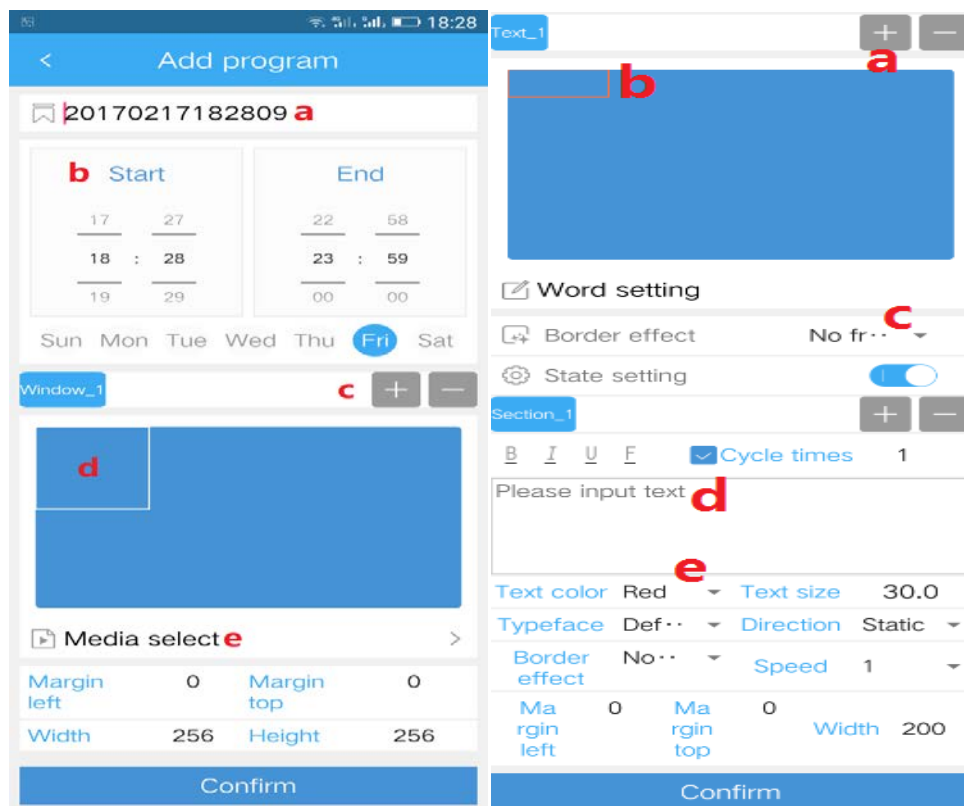 18:28
<
Add program
20170217182809 a
b Start
End
17 27
22 58
18 : 28
23 : 59
19 29
00 00
Sun Mon Tue Wed Thu Fri Sat
Window_1
c + −
d
Media select e >
Margin left 0 Margin top 0
Width 256 Height 256
Confirm
Text_1
+ −
a
b
Word setting
c
Border effect No fr··
State setting
Section_1 + −
B I U F Cycle times 1
Please input text d
e
Text color Red Text size 30.0
Typeface Def·· Direction Static
Border effect No·· Speed 1
Ma
rgin
left
0
Ma
rgin
top
0
Width 200
Confirm